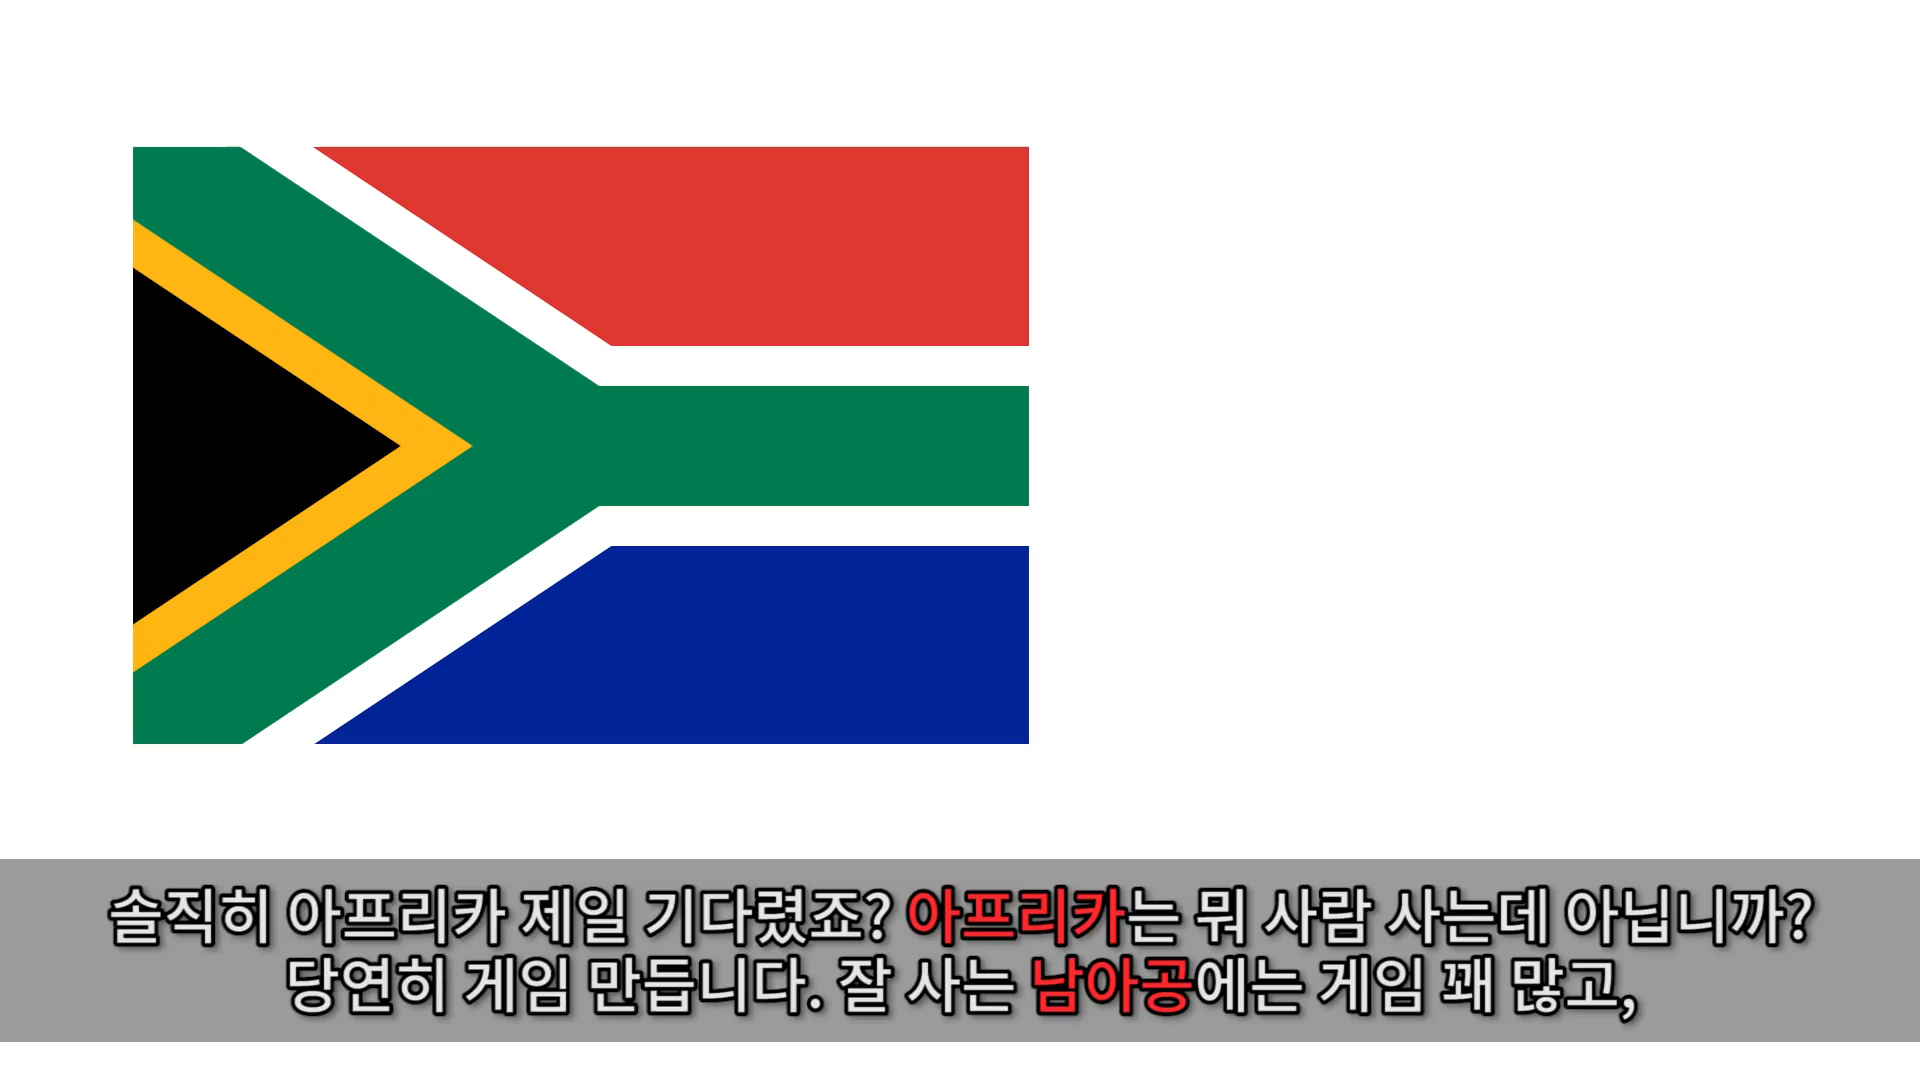 솔직히 아프리카 제일 기다렸죠? 아프리카는 뭐 사람 사는데 아닙니까?
당연히 게임 만듭니다. 잘 사는 남아공에는 게임 꽤 많고,